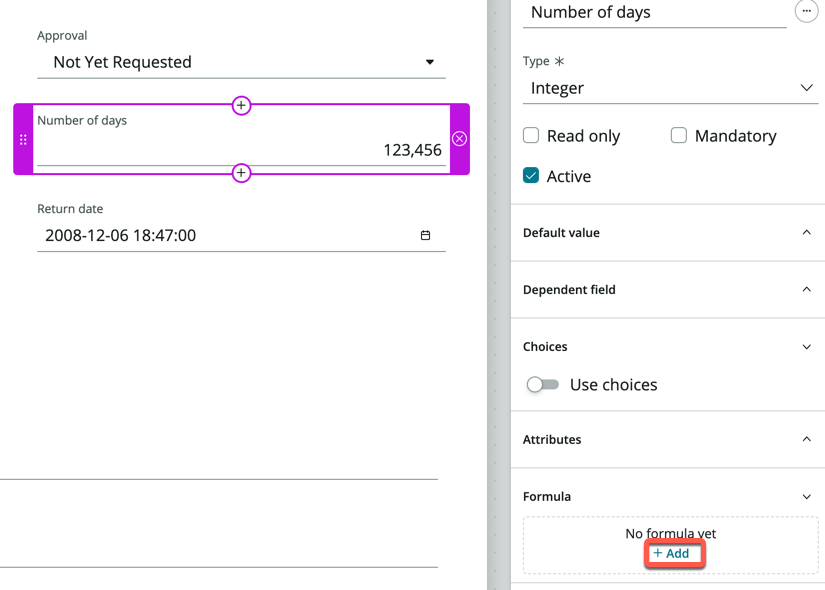 Approval
Not Yet Requested
Number of days
123,456
Return date
2008-12-06 18:47:00
Number of days
Type
Integer
Read only
Mandatory
Active
Default value
Dependent field
Choices
Use choices
Attributes
Formula
No formula yet
+ Add